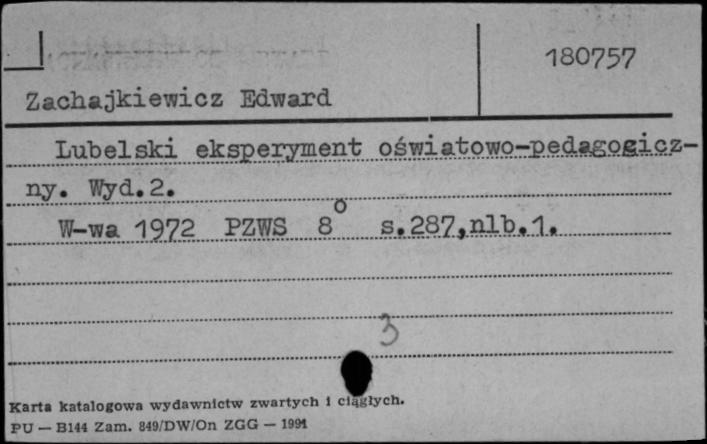 180757
Zachajkiewicz Edward
Lubelski eksperyment oświatowo-pedagogicz-
ny. Wyd.2.
W-wa 1972 PZWS 8° s.287,nlb.1.
3
Karta katalogowa wydawnictw zwartych i ciągłych.
PU — B144 Zam. 849/DW/On ZGG — 1991